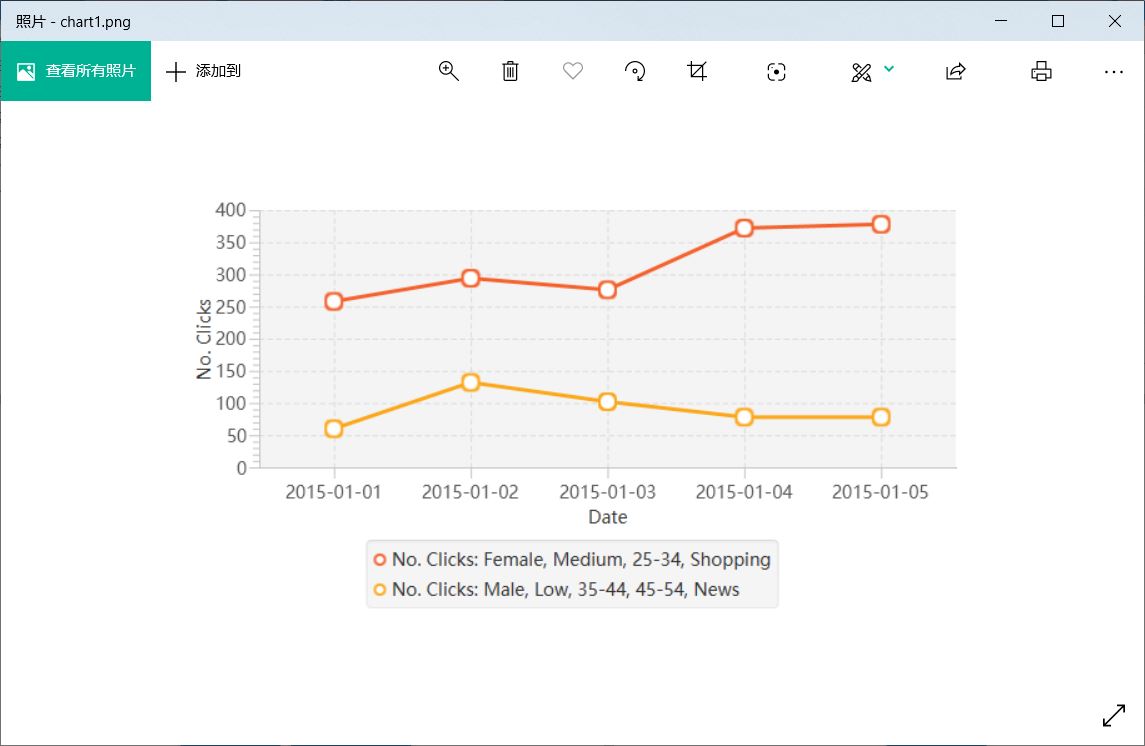 照片 - chart1.png
查看所有照片 添加到
400
350
300
250
200
150
100
50
0
No. Clicks
2015-01-01 2015-01-02 2015-01-03 2015-01-04 2015-01-05
Date
No. Clicks: Female, Medium, 25-34, Shopping
No. Clicks: Male, Low, 35-44, 45-54, News